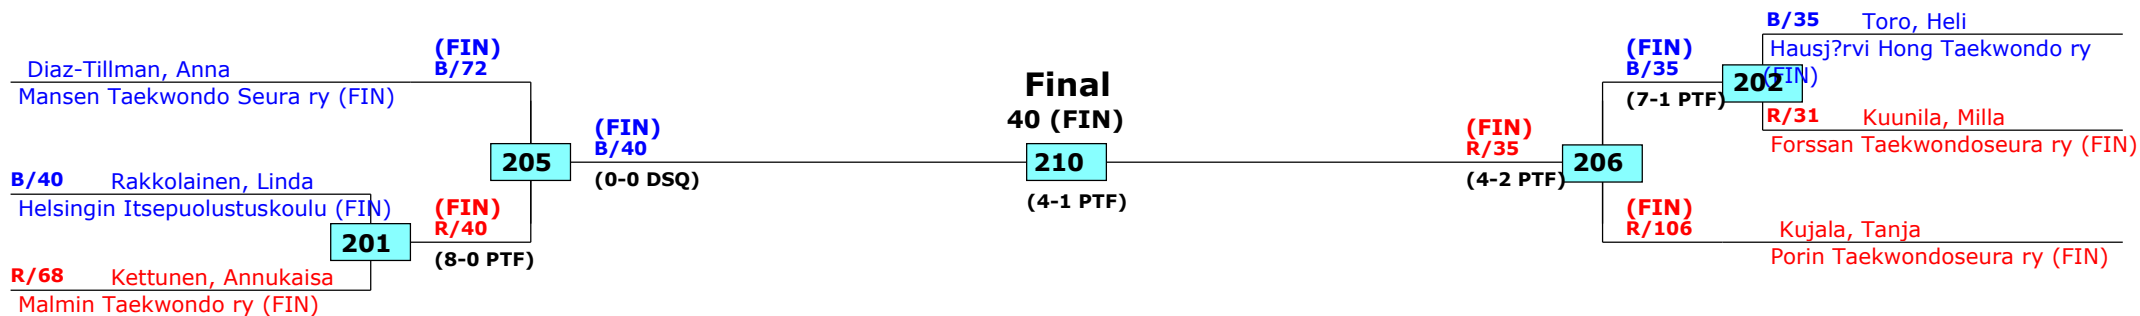 (FIN)
B/72
Diaz-Tillman, Anna
Mansen Taekwondo Seura ry (FIN)
B/40 Rakkolainen, Linda
Helsingin Itsepuolustuskoulu (FIN)
201
R/68 Kettunen, Annukaisa
Malmin Taekwondo ry (FIN)
(FIN)
R/40
(8-0 PTF)
205
(FIN)
B/40
(0-0 DSQ)
Final
40 (FIN)
210
(4-1 PTF)
(FIN)
R/35
(4-2 PTF)
206
(FIN)
B/35
(7-1 PTF)
B/35 Toro, Heli
Hausj?rvi Hong Taekwondo ry
(FIN)
202
R/31 Kuunila, Milla
Forssan Taekwondoseura ry (FIN)
(FIN)
R/106
Kujala, Tanja
Porin Taekwondoseura ry (FIN)